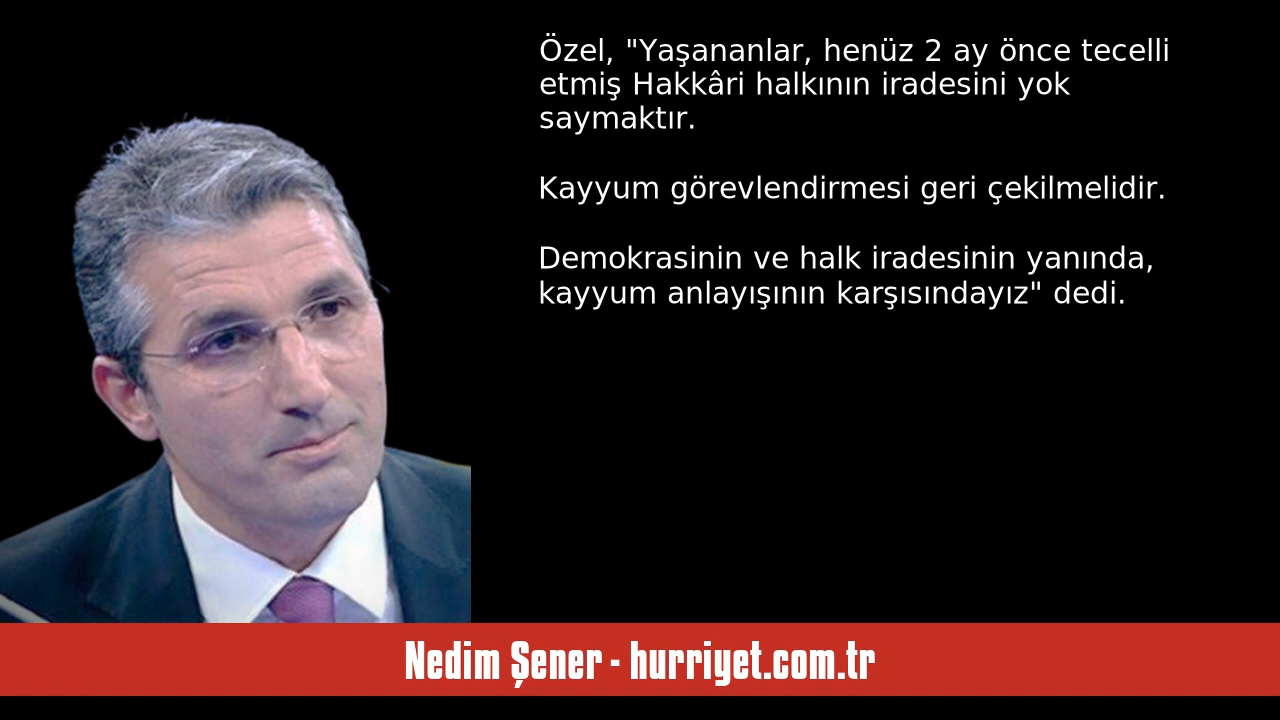 Özel, "Yaşananlar, henüz 2 ay önce tecelli
etmiş Hakkâri halkının iradesini yok
saymaktır.
Kayyum görevlendirmesi geri çekilmelidir.
Demokrasinin ve halk iradesinin yanında,
kayyum anlayışının karşısındayız" dedi.
Nedim Şener - hurriyet.com.tr